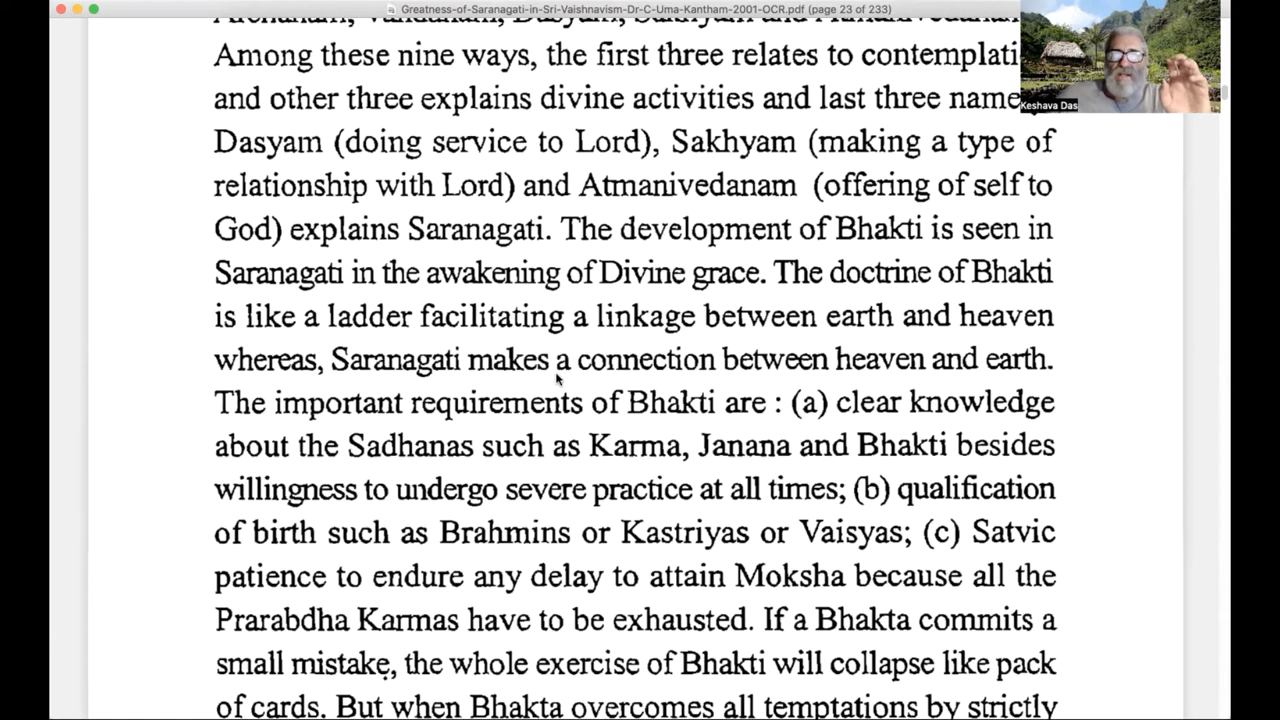 Greatness-of-Saranagati-in-Sri-Vaishnavism-Dr-C-Uma-Kantham-2001-OCR.pdf (page 23 of 233)
Among these nine ways, the first three relates to contemplati
and other three explains divine activities and last three name
Dasyam (doing service to Lord), Sakhyam (making a type of
relationship with Lord) and Atmanivedanam (offering of self to
God) explains Saranagati. The development of Bhakti is seen in
Saranagati in the awakening of Divine grace. The doctrine of Bhakti
is like a ladder facilitating a linkage between earth and heaven
whereas, Saranagati makes a connection between heaven and earth.
The important requirements of Bhakti are : (a) clear knowledge
about the Sadhanas such as Karma, Janana and Bhakti besides
willingness to undergo severe practice at all times; (b) qualification
of birth such as Brahmins or Kastriyas or Vaisyas; (c) Satvic
patience to endure any delay to attain Moksha because all the
Prarabdha Karmas have to be exhausted. If a Bhakta commits a
small mistake, the whole exercise of Bhakti will collapse like pack
of cards. But when Bhakta overcomes all temptations by strictly
Keshava Das